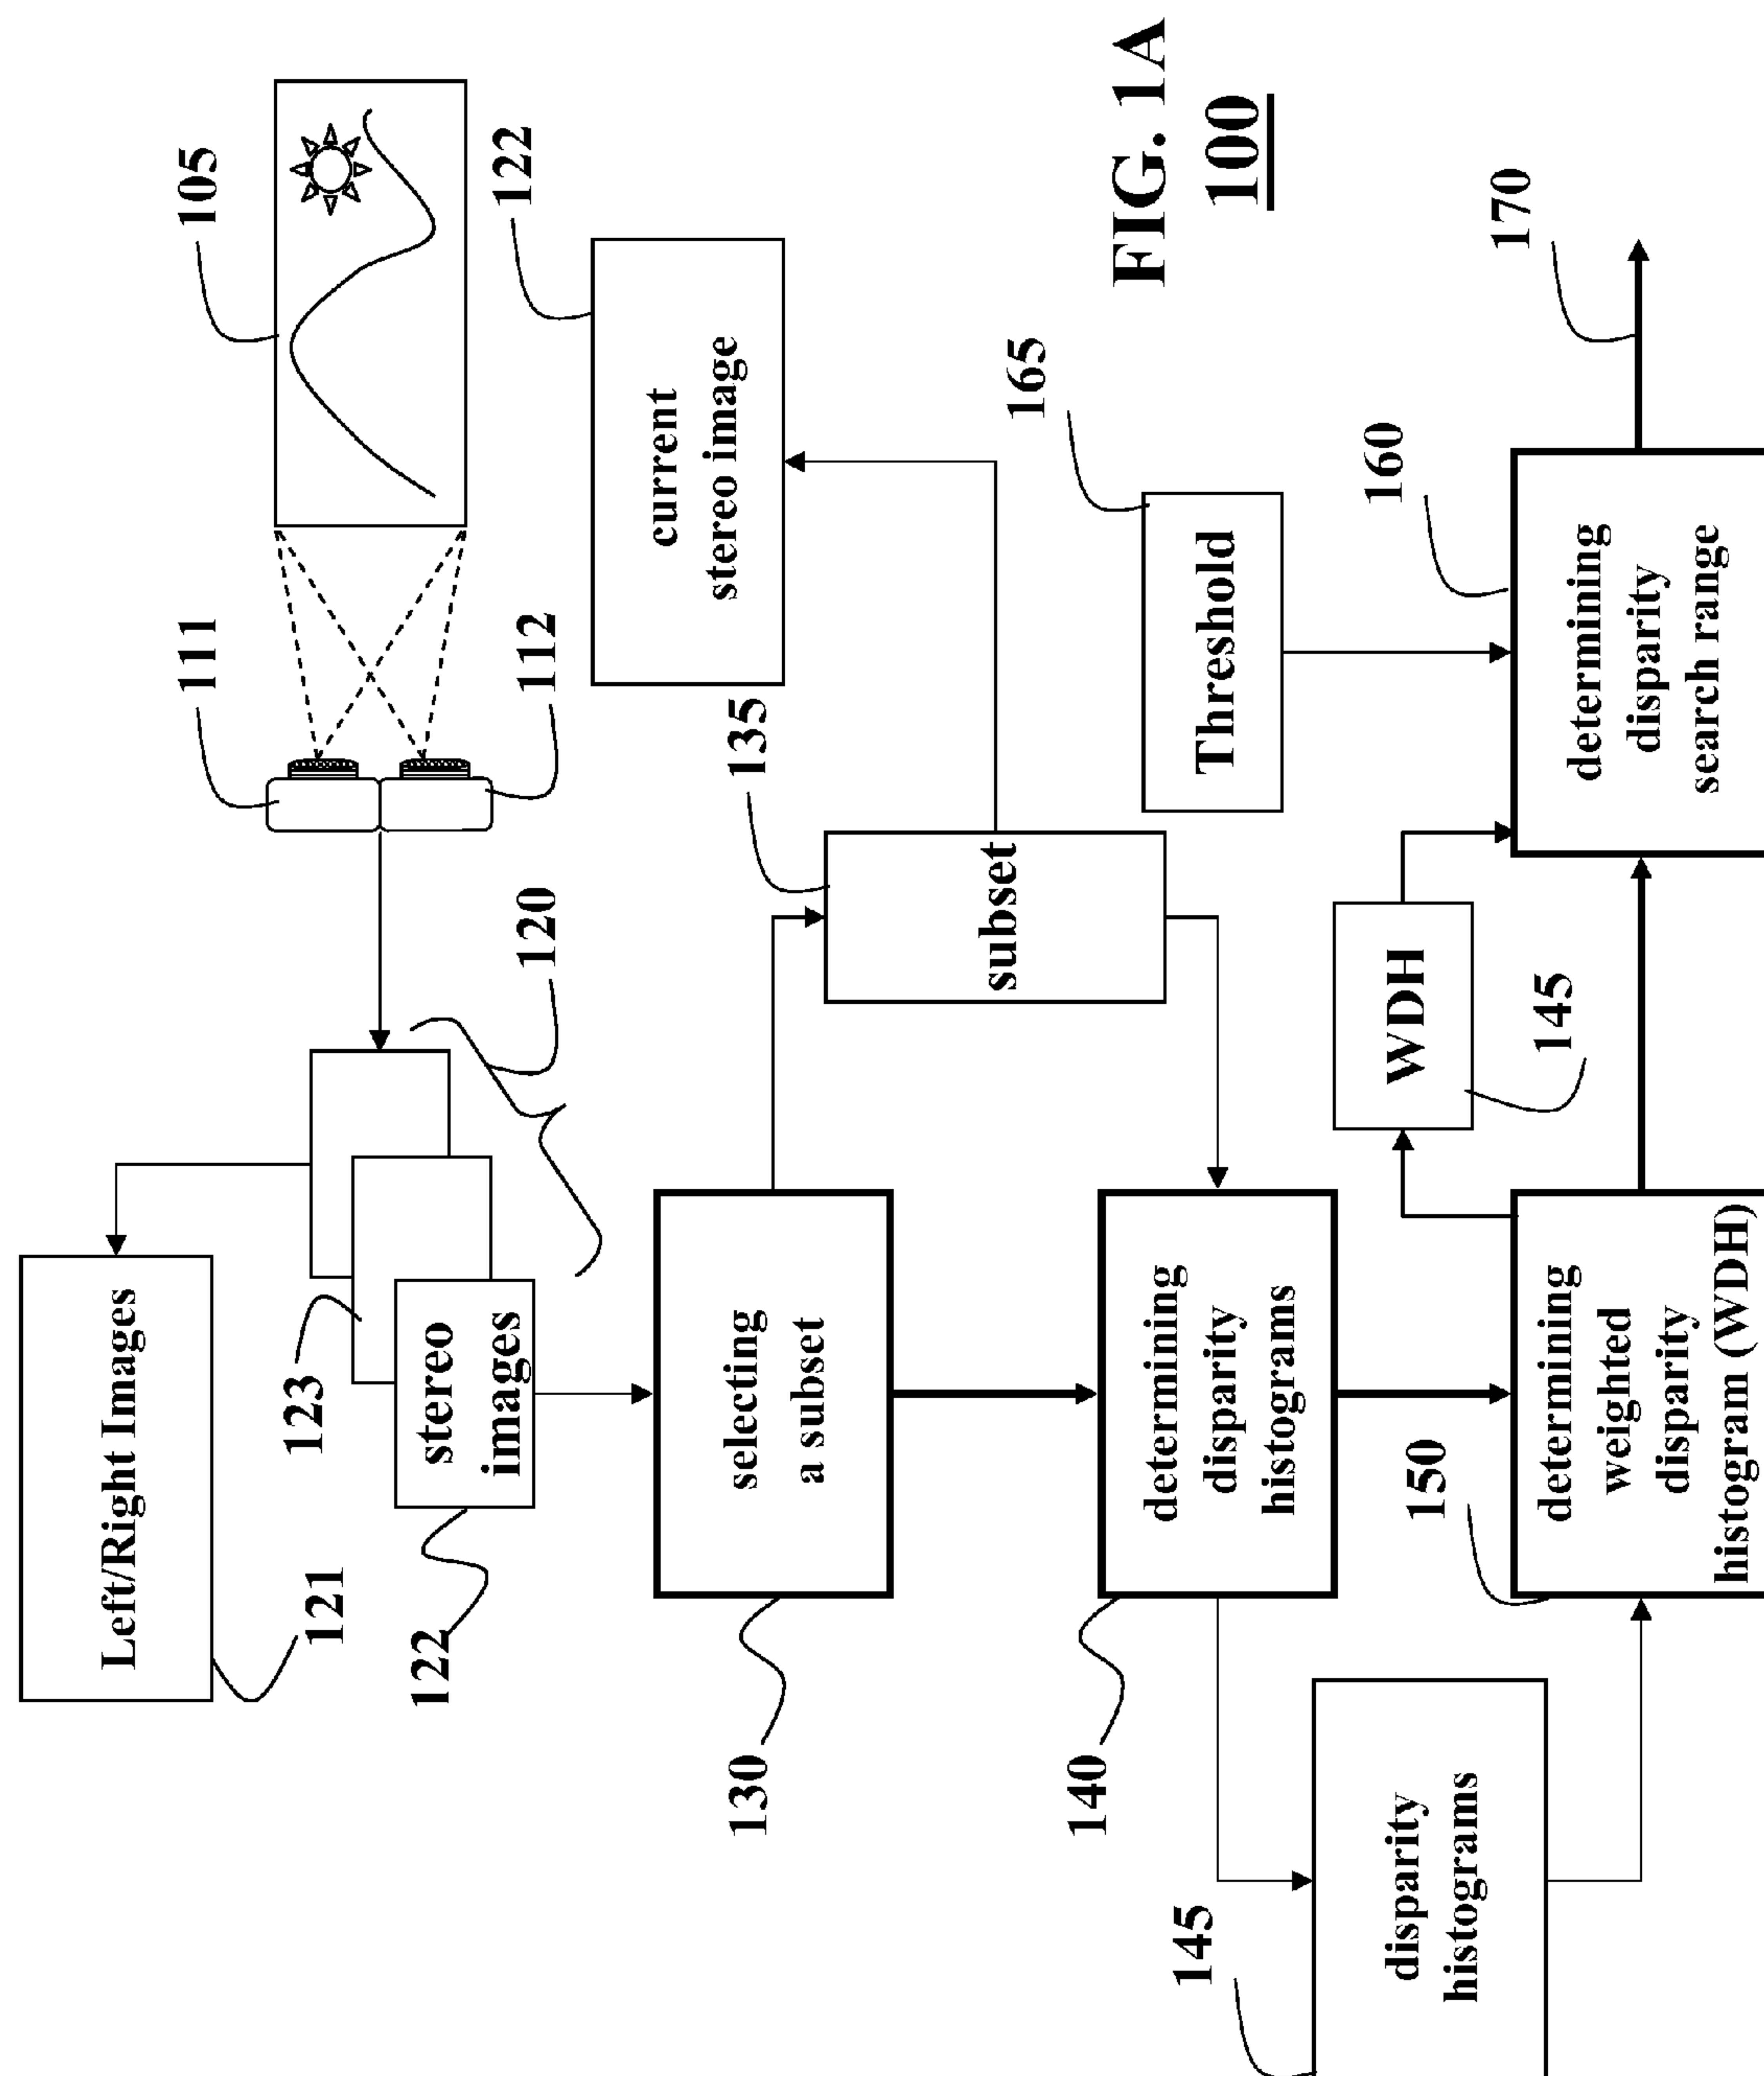 Left/Right Images
121
123
122
stereo
images
120
111
112
105
122
current
stereo image
130
selecting
a subset
135
subset
140
determining
disparity
histograms
145
disparity
histograms
150
determining
weighted
disparity
histogram (WDH)
WDH
145
165
Threshold
160
determining
disparity
search range
170
FIG. 1A
100